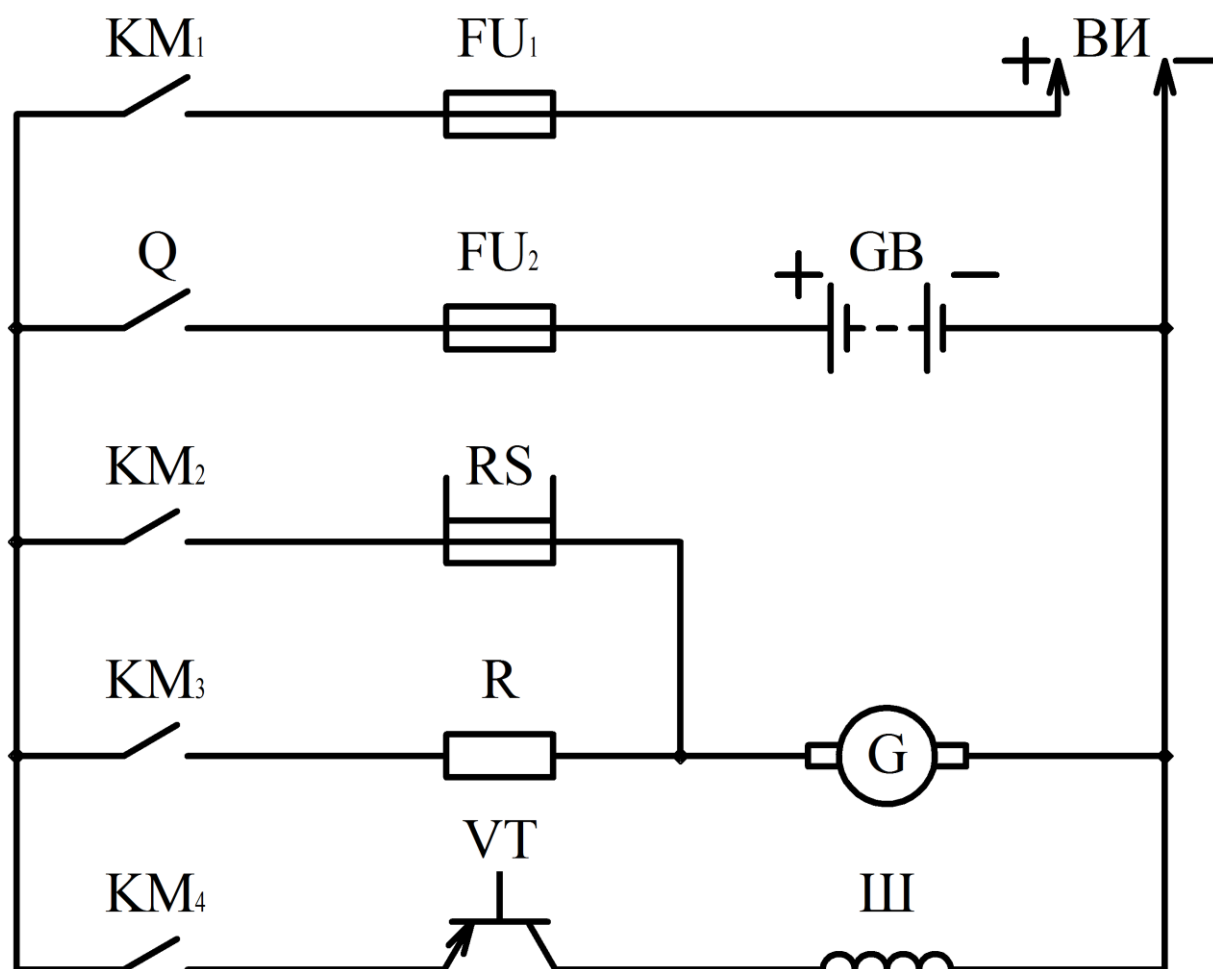 KM₁ FU₁ + ВИ −
Q FU₂ + GB −
KM₂ RS
KM₃ R
G
VT
KM₄ Ш